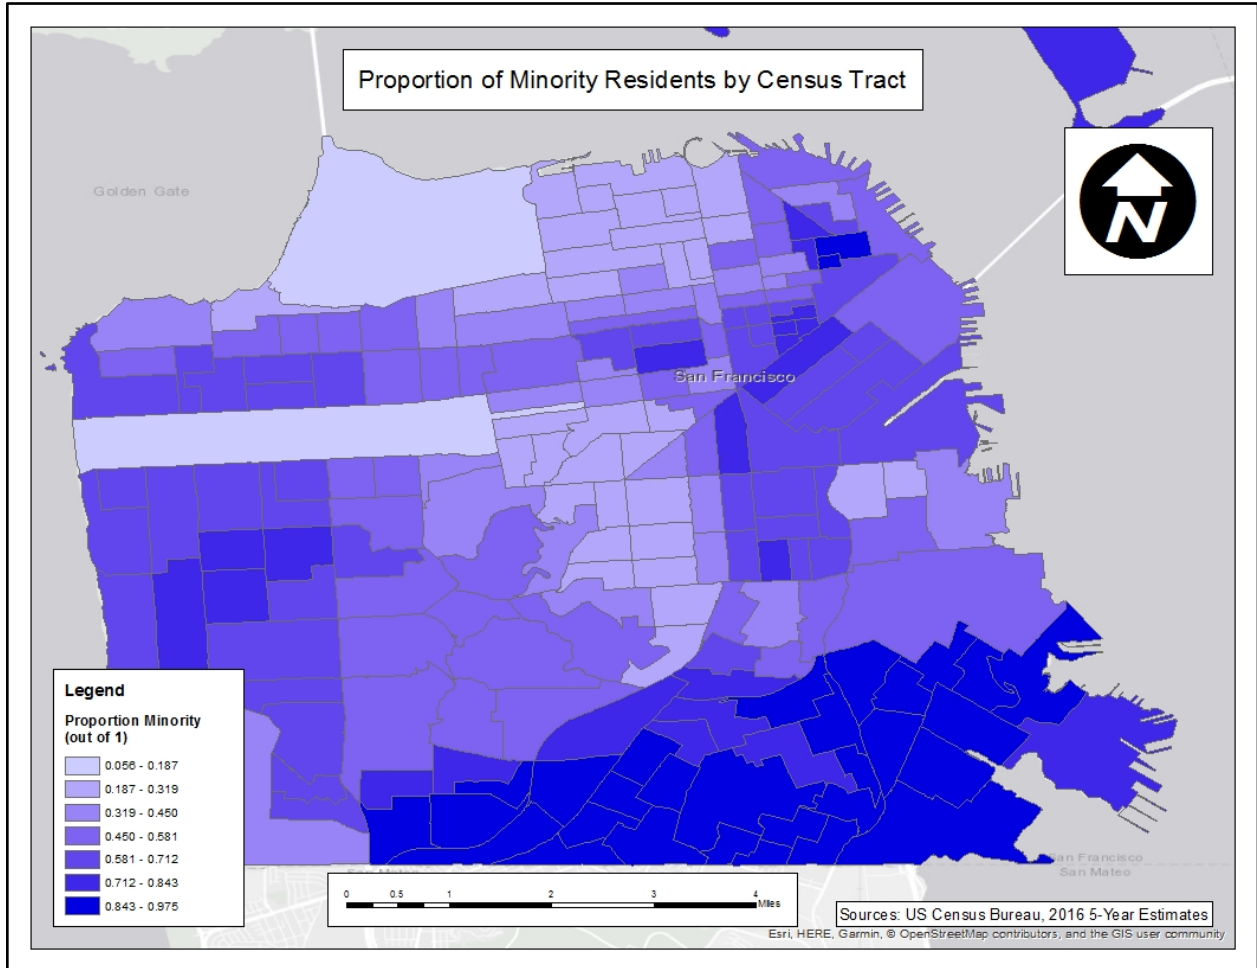 Proportion of Minority Residents by Census Tract
Golden Gate
N
San Francisco
Legend
Proportion Minority
(out of 1)
0.056 - 0.187
0.187 - 0.319
0.319 - 0.450
0.450 - 0.581
0.581 - 0.712
0.712 - 0.843
0.843 - 0.975
San Francisco
San Mateo
0 0.5 1 2 3 4
Miles
Sources: US Census Bureau, 2016 5-Year Estimates
Esri, HERE, Garmin, © OpenStreetMap contributors, and the GIS user community